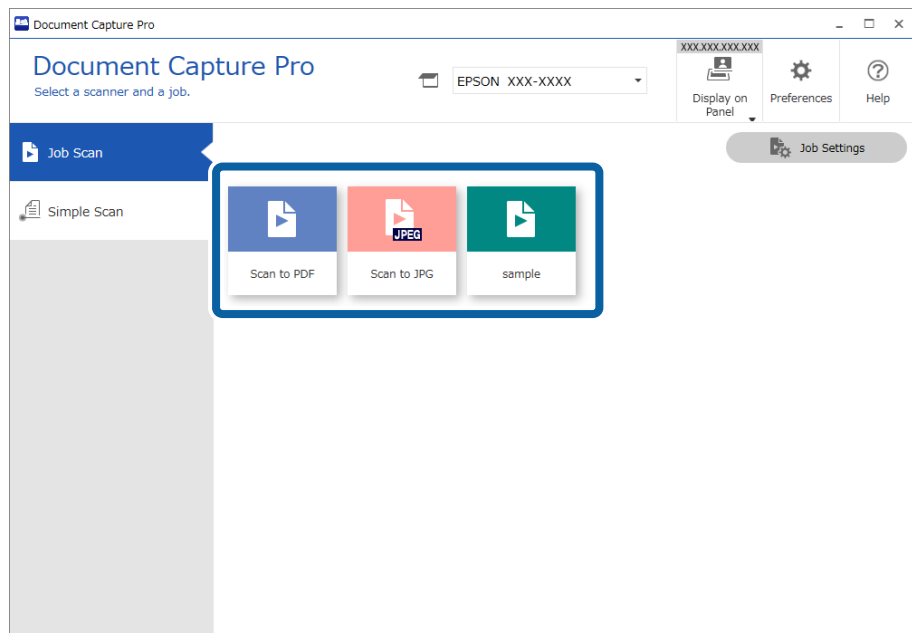 Document Capture Pro
Document Capture Pro
Select a scanner and a job.
EPSON XXX-XXXX
XXX.XXX.XXX.XXX
Display on
Panel
Preferences
Help
Job Scan
Job Settings
Simple Scan
JPEG
Scan to PDF
Scan to JPG
sample